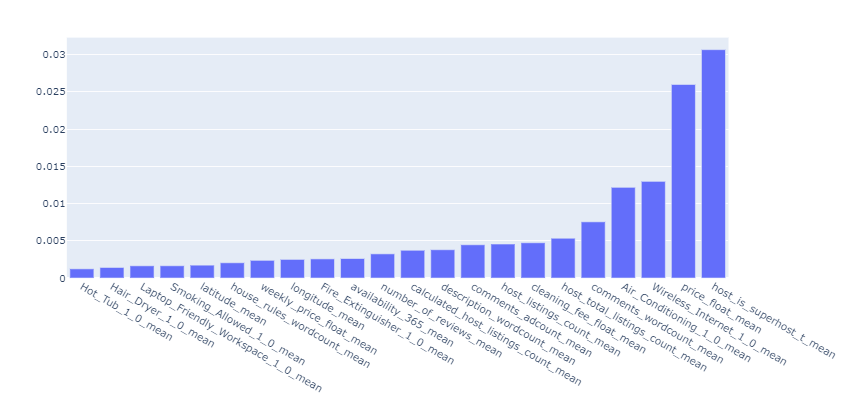 0.03
0.025
0.02
0.015
0.01
0.005
0
Hot_Tub_1_0_mean
Hair_Dryer_1_0_mean
Laptop_Friendly_Workspace_1_0_mean
Smoking_Allowed_1_0_mean
latitude_mean
house_rules_wordcount_mean
weekly_price_float_mean
longitude_mean
Fire_Extinguisher_1_0_mean
availability_365_mean
number_of_reviews_mean
calculated_host_listings_count_mean
description_wordcount_mean
comments_adcount_mean
host_listings_count_mean
cleaning_fee_float_mean
host_total_listings_count_mean
comments_wordcount_mean
Air_Conditioning_1_0_mean
Wireless_Internet_1_0_mean
price_float_mean
host_is_superhost_t_mean